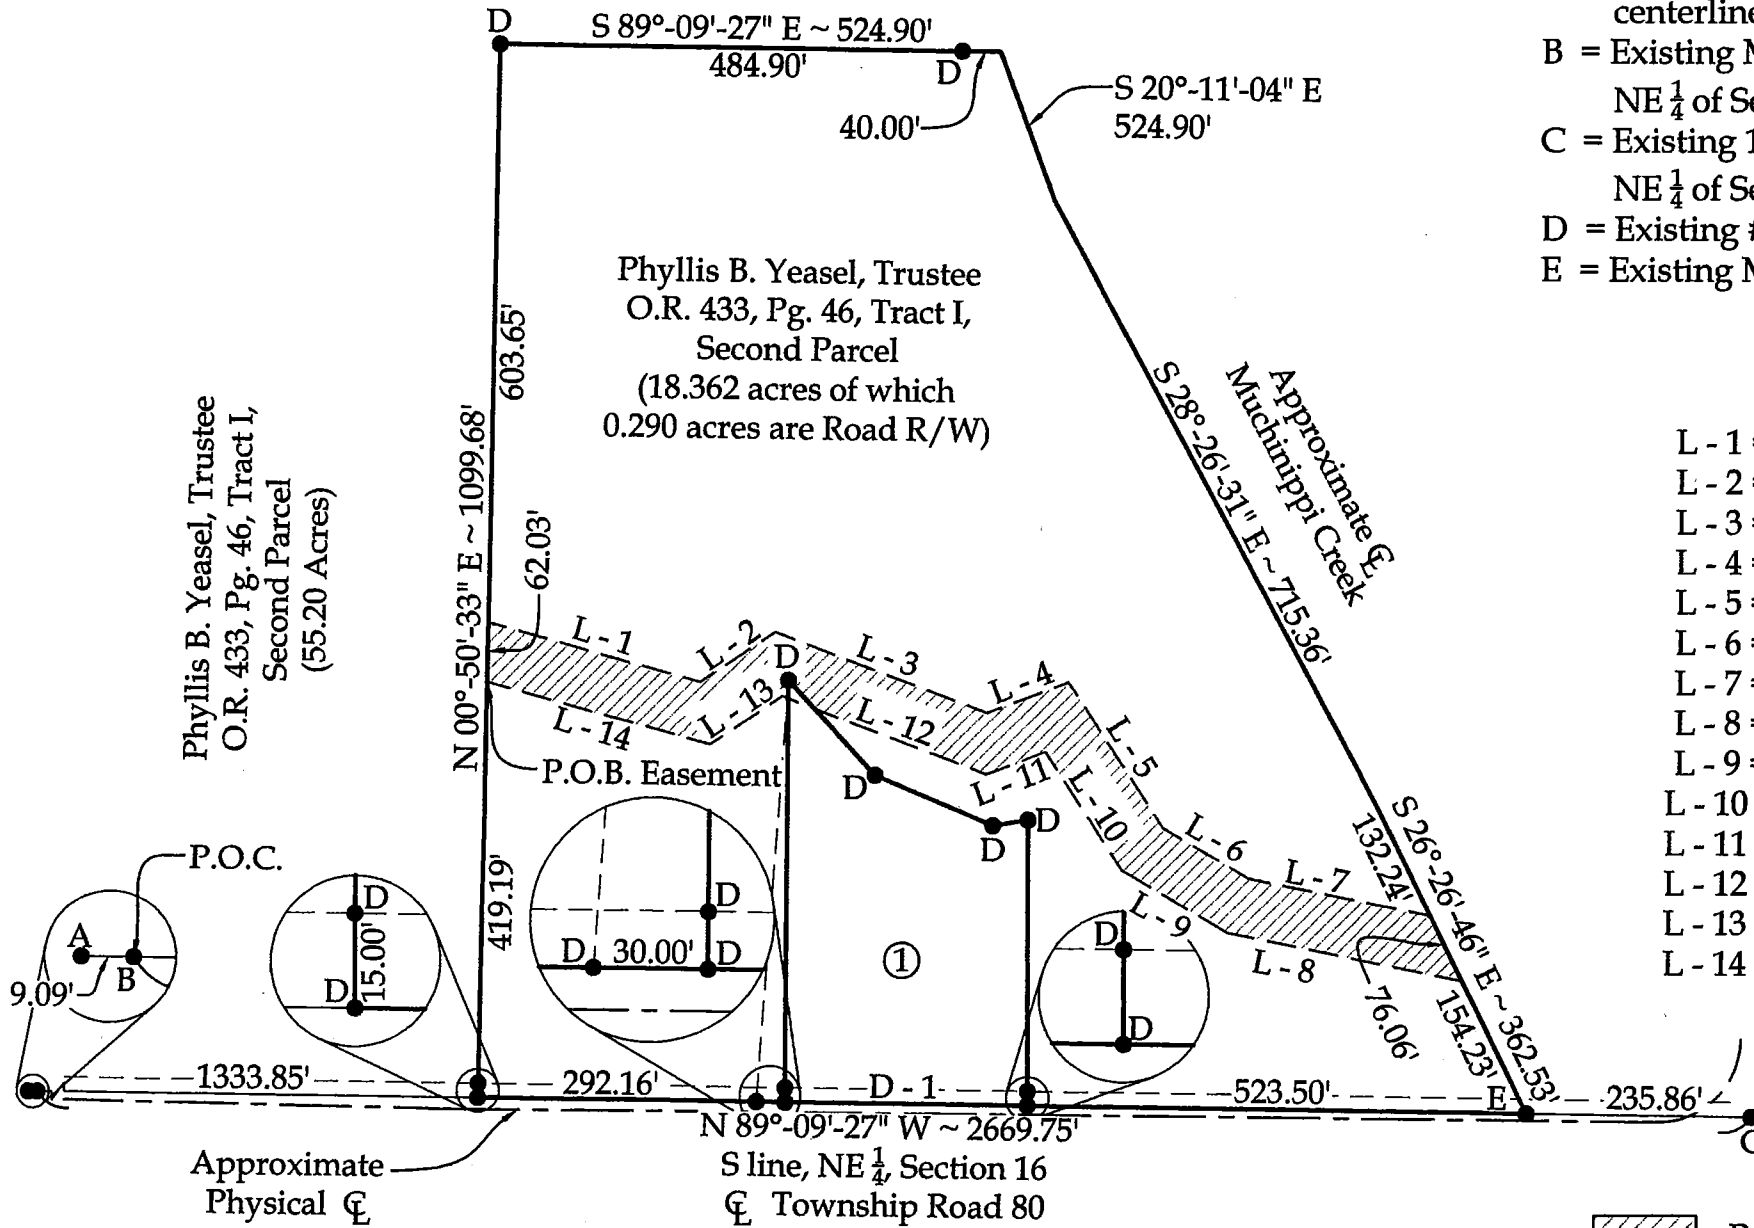 D
S 89°-09'-27" E ~ 524.90'
484.90'
D
40.00'
S 20°-11'-04" E
524.90'
centerline
B = Existing
NE 1/4 of
C = Existing
NE 1/4 of
D = Existing
E = Existing
Phyllis B. Yeasel, Trustee
O.R. 433, Pg. 46, Tract I,
Second Parcel
(18.362 acres of which
0.290 acres are Road R/W)
603.65'
N 00°-50'-33" E ~ 1099.68'
62.03'
419.19'
Phyllis B. Yeasel, Trustee
O.R. 433, Pg. 46, Tract I,
Second Parcel
(55.20 Acres)
Approximate ℄
Muchinippi Creek
S 28°-26'-31" E ~ 715.36'
S 26°-26'-46" E ~ 362.53'
132.24'
76.06'
154.23'
L - 1 =
L - 2 =
L - 3 =
L - 4 =
L - 5 =
L - 6 =
L - 7 =
L - 8 =
L - 9 =
L - 10
L - 11
L - 12
L - 13
L - 14
L - 1
L - 2
L - 3
L - 4
L - 5
L - 6
L - 7
L - 8
L - 9
L - 10
L - 11
L - 12
L - 13
L - 14
D
D
D
D
P.O.B. Easement
P.O.C.
A
B
9.09'
D
15.00'
D
D
D
30.00'
D
1
D
D
1333.85'
292.16'
D - 1
523.50'
E
235.86'
C
N 89°-09'-27" W ~ 2669.75'
S line, NE 1/4, Section 16
℄ Township Road 80
Approximate
Physical ℄